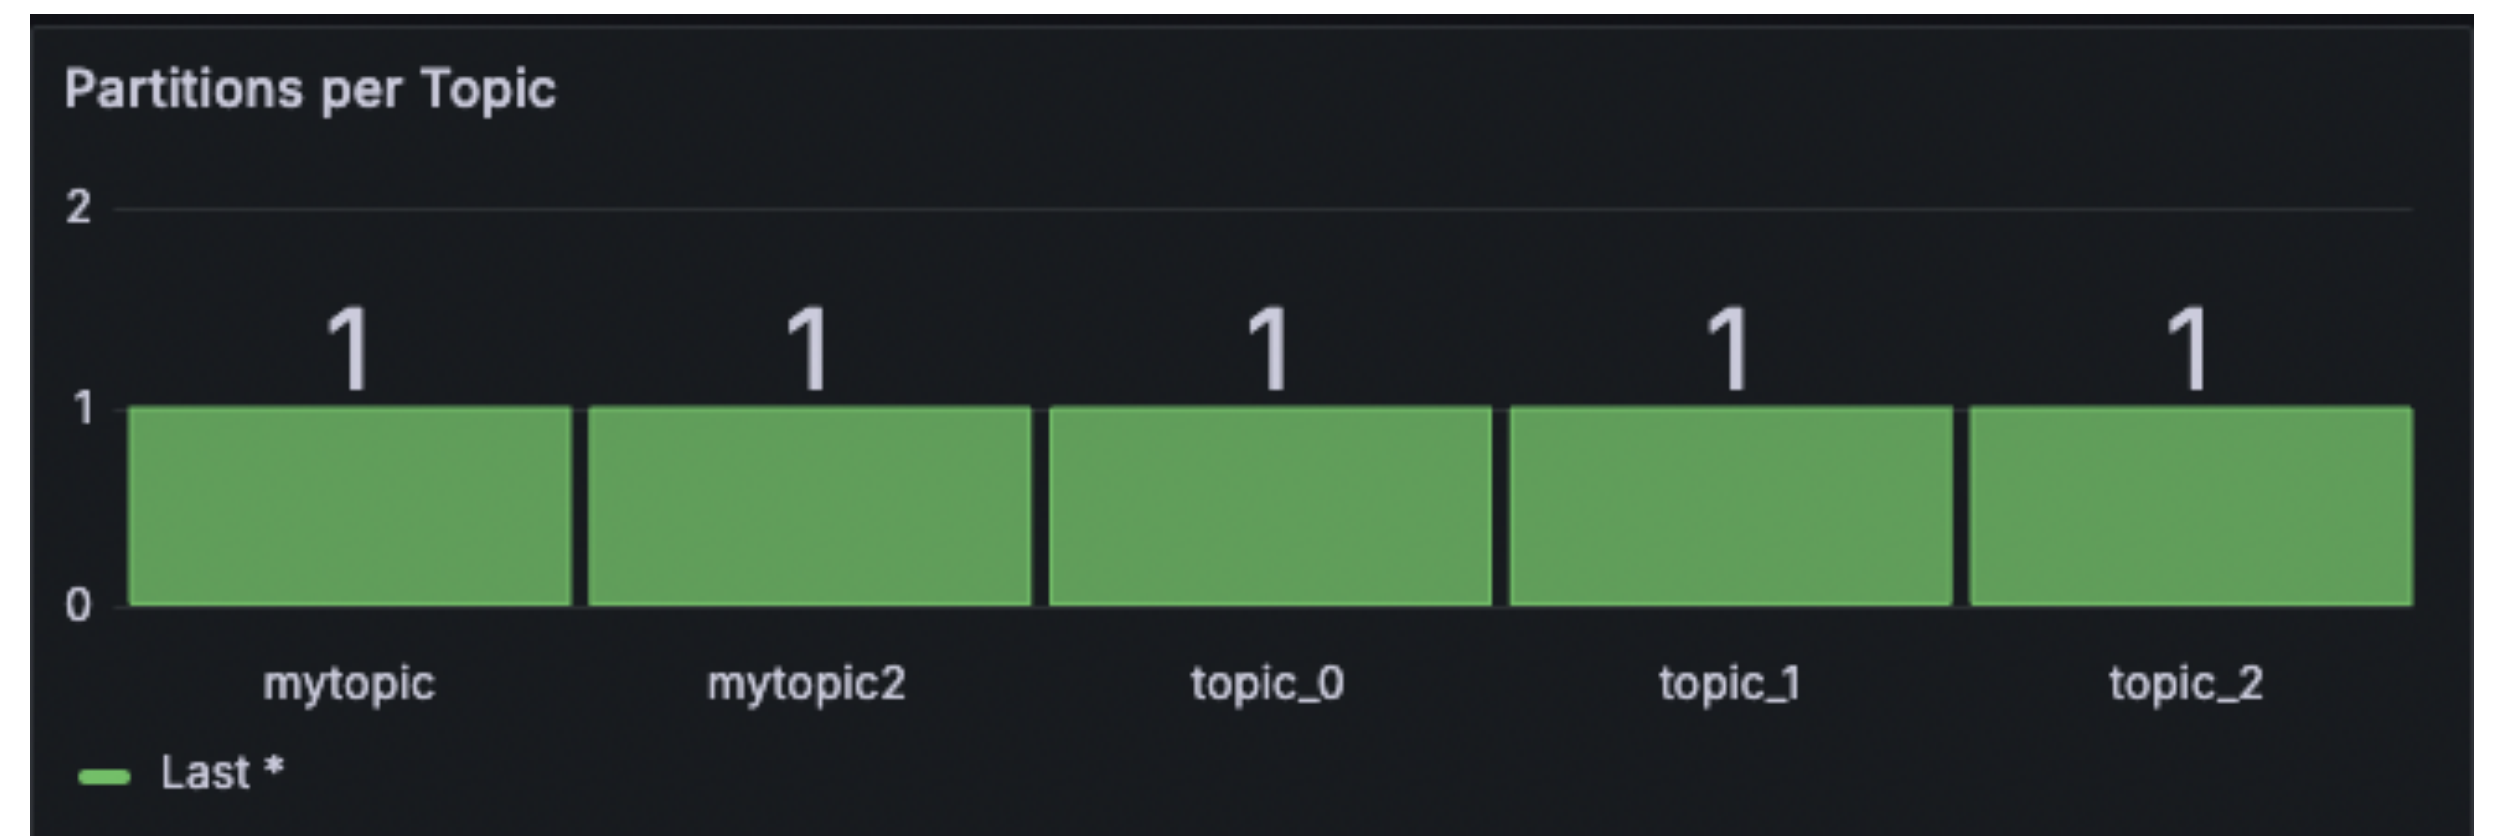 Partitions per Topic
2
1 1 1 1 1
1
0
mytopic mytopic2 topic_0 topic_1 topic_2
Last *